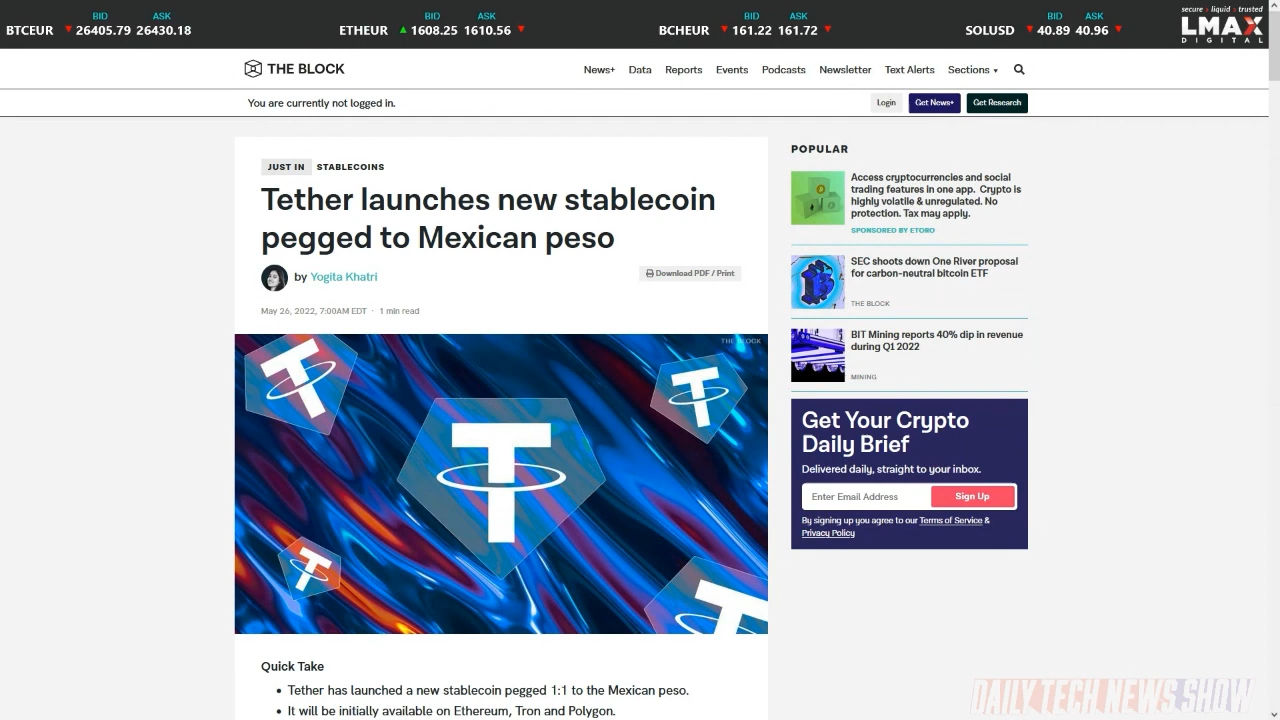 BID ASK
BTCEUR 26405.79 26430.18
BID ASK
ETHEUR 1608.25 1610.56
BID ASK
BCHEUR 161.22 161.72
BID ASK
SOLUSD 40.89 40.96
secure › liquid › trusted
LMAX
DIGITAL
THE BLOCK
News+ Data Reports Events Podcasts Newsletter Text Alerts Sections
You are currently not logged in.
Login Get News+ Get Research
JUST IN STABLECOINS
Tether launches new stablecoin
pegged to Mexican peso
by Yogita Khatri
Download PDF / Print
May 26, 2022, 7:00AM EDT · 1 min read
THE BLOCK
Quick Take
• Tether has launched a new stablecoin pegged 1:1 to the Mexican peso.
• It will be initially available on Ethereum, Tron and Polygon.
POPULAR
Access cryptocurrencies and social
trading features in one app. Crypto is
highly volatile & unregulated. No
protection. Tax may apply.
SPONSORED BY ETORO
SEC shoots down One River proposal
for carbon-neutral bitcoin ETF
THE BLOCK
BIT Mining reports 40% dip in revenue
during Q1 2022
MINING
Get Your Crypto
Daily Brief
Delivered daily, straight to your inbox.
Enter Email Address Sign Up
By signing up you agree to our Terms of Service &
Privacy Policy
DAILY TECH NEWS SHOW